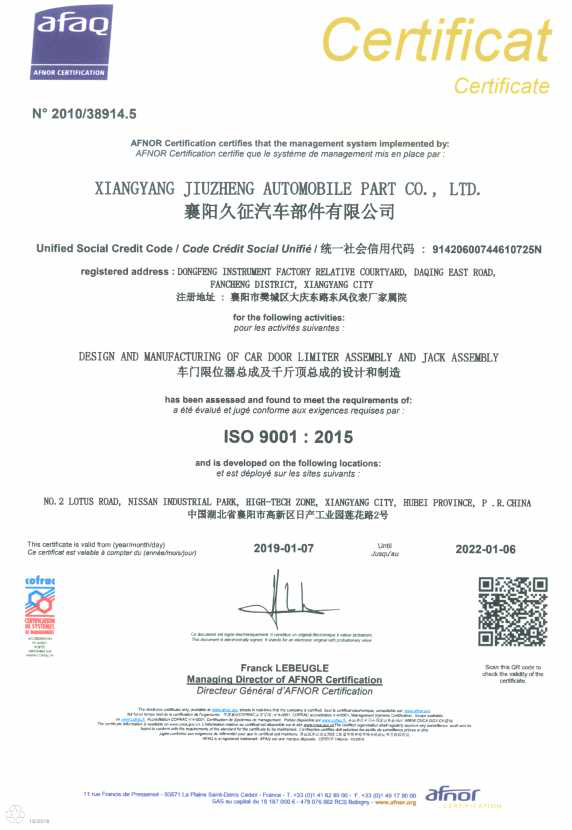 afaq
AFNOR CERTIFICATION
Certificat
Certificate
N° 2010/38914.5
AFNOR Certification certifies that the management system implemented by:
AFNOR Certification certifie que le système de management mis en place par :
XIANGYANG JIUZHENG AUTOMOBILE PART CO., LTD.
襄阳久征汽车部件有限公司
Unified Social Credit Code / Code Crédit Social Unifié / 统一社会信用代码 : 91420600744610725N
registered address : DONGFENG INSTRUMENT FACTORY RELATIVE COURTYARD, DAQING EAST ROAD,
FANCHENG DISTRICT, XIANGYANG CITY
注册地址 : 襄阳市樊城区大庆东路东风仪表厂家属院
for the following activities:
pour les activités suivantes :
DESIGN AND MANUFACTURING OF CAR DOOR LIMITER ASSEMBLY AND JACK ASSEMBLY
车门限位器总成及千斤顶总成的设计和制造
has been assessed and found to meet the requirements of:
a été évalué et jugé conforme aux exigences requises par :
ISO 9001 : 2015
and is developed on the following locations:
et est déployé sur les sites suivants :
NO.2 LOTUS ROAD, NISSAN INDUSTRIAL PARK, HIGH-TECH ZONE, XIANGYANG CITY, HUBEI PROVINCE, P .R.CHINA
中国湖北省襄阳市高新区日产工业园莲花路2号
This certificate is valid from (year/month/day)
Ce certificat est valable à compter du (année/mois/jour)
2019-01-07
Until
Jusqu'au
2022-01-06
cofrac
CERTIFICATION
DE SYSTEMES
DE MANAGEMENT
Ce document est signé électroniquement. Il constitue un original électronique à valeur probatoire.
This document is electronically signed. It stands for an electronic original with probationary value.
Franck LEBEUGLE
Managing Director of AFNOR Certification
Directeur Général d'AFNOR Certification
Scan this QR code to
check the validity of the
certificate.
11 rue Francis de Pressensé - 93571 La Plaine Saint-Denis Cedex - France - T. +33 (0)1 41 62 80 00 - F. +33 (0)1 49 17 90 00
SAS au capital de 18 187 000 € - 479 076 002 RCS Bobigny - www.afnor.org
afnor
CERTIFICATION